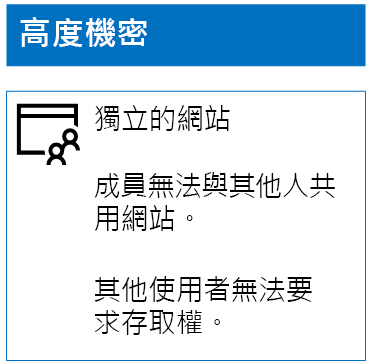 高度機密
獨立的網站
成員無法與其他人共
用網站。
其他使用者無法要
求存取權。